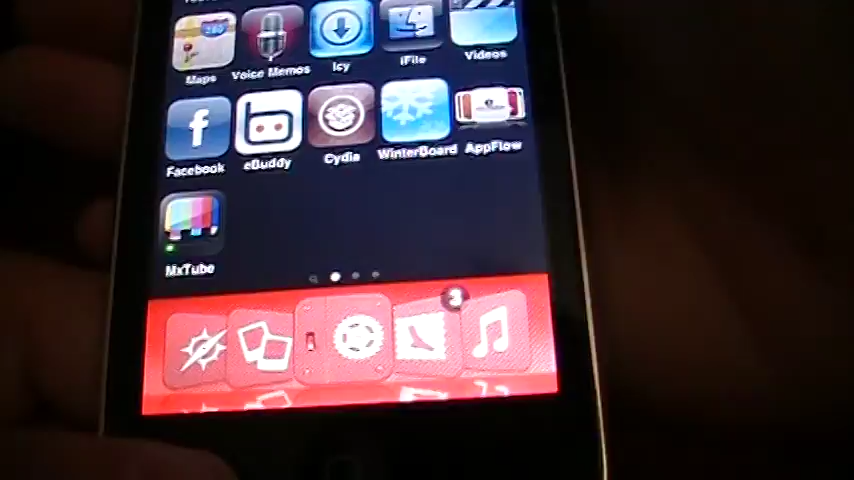 Maps Voice Memos Icy iFile Videos
Facebook eBuddy Cydia WinterBoard AppFlow
MxTube